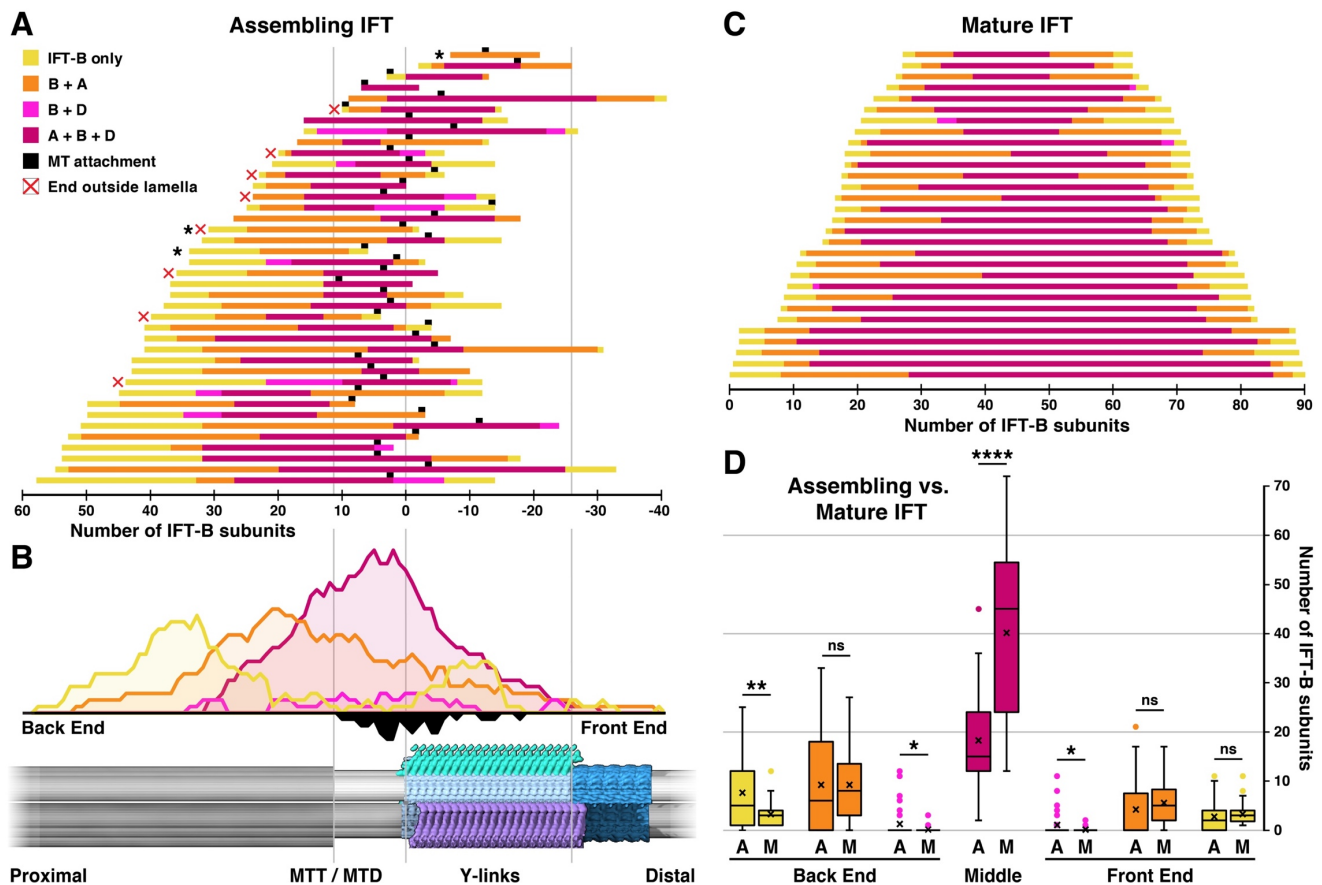 A
Assembling IFT
IFT-B only
B + A
B + D
A + B + D
MT attachment
End outside lamella
*
*
*
60 50 40 30 20 10 0 -10 -20 -30 -40
Number of IFT-B subunits
B
Back End
Front End
Proximal
MTT / MTD
Y-links
Distal
C
Mature IFT
0 10 20 30 40 50 60 70 80 90
Number of IFT-B subunits
D
Assembling vs.
Mature IFT
**
ns
*
****
*
ns
ns
70
60
50
40
30
20
10
0
Number of IFT-B subunits
A M A M A M A M A M A M A M
Back End
Middle
Front End